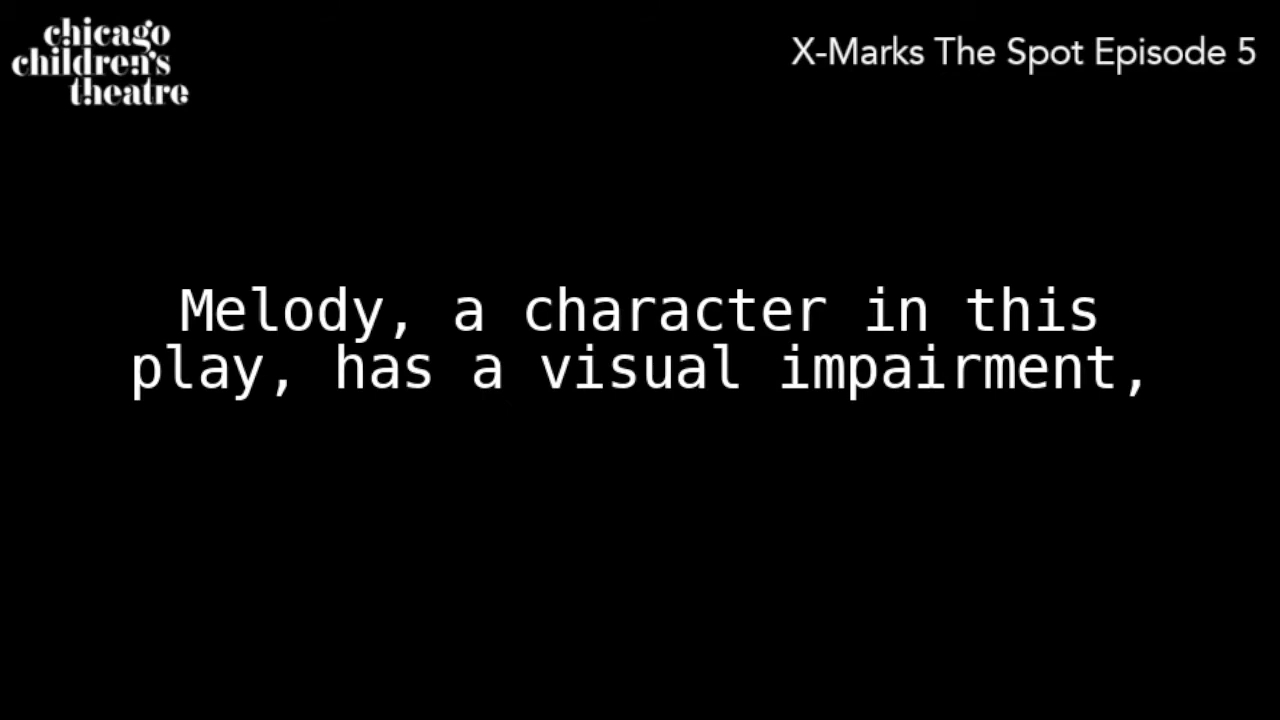 chicago
children's
theatre
X-Marks The Spot Episode 5
Melody, a character in this
play, has a visual impairment,